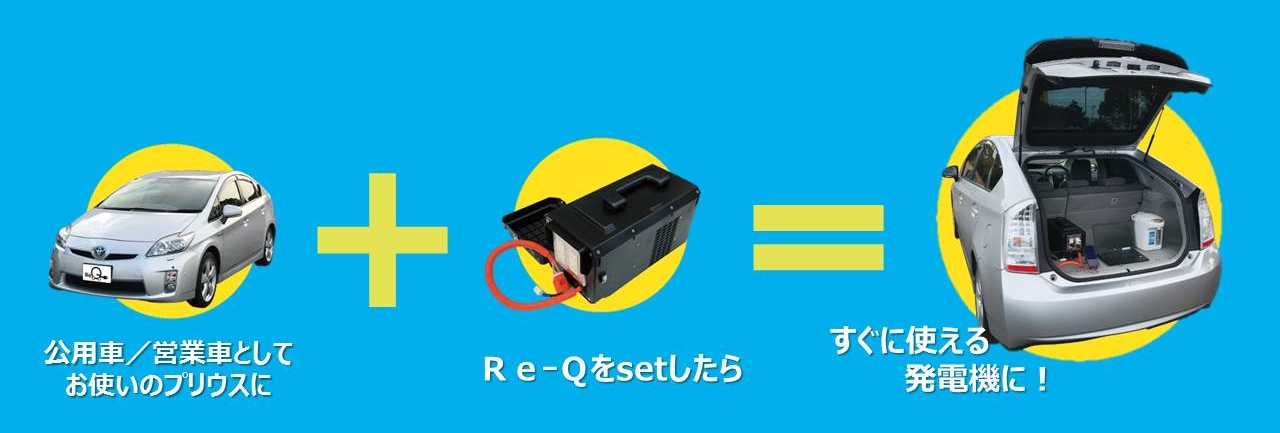 公用車／営業車として
お使いのプリウスに
Ｒｅ-Ｑをsetしたら
すぐに使える
発電機に！